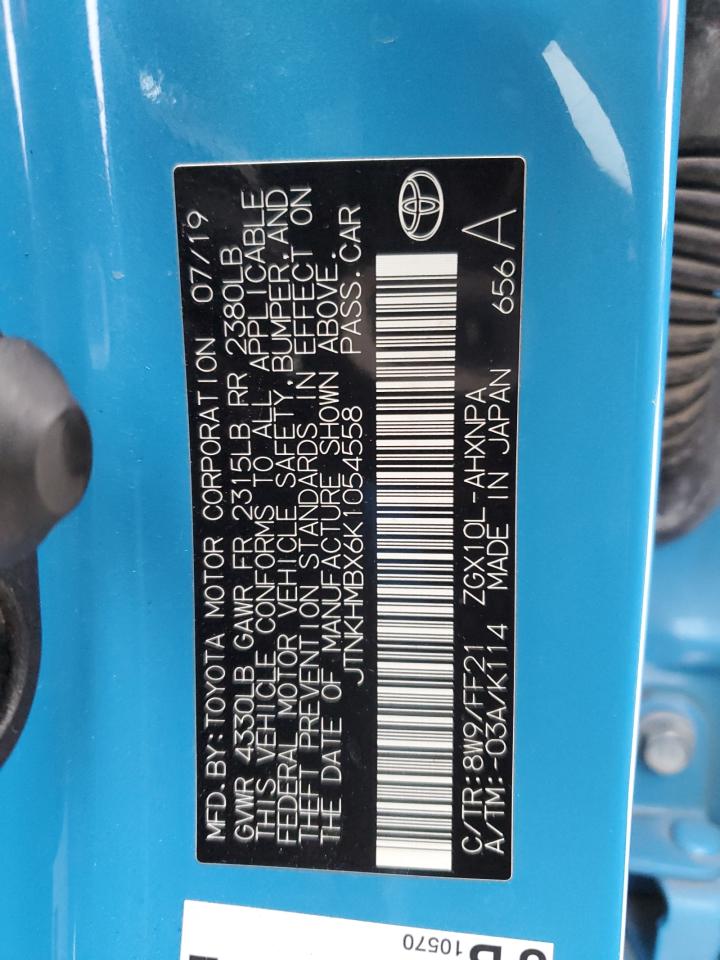 MFD. BY: TOYOTA MOTOR CORPORATION 07/19
GVWR 4330LB GAWR FR 2315LB RR 2380LB
THIS VEHICLE CONFORMS TO ALL APPLICABLE
FEDERAL MOTOR VEHICLE SAFETY, BUMPER, AND
THEFT PREVENTION STANDARDS IN EFFECT ON
THE DATE OF MANUFACTURE SHOWN ABOVE.
JTNKHMBX6K1054558 PASS. CAR
C/TR: 8W9/FF21 ZGX10L-AHXNPA
A/TM: -03A/K114 MADE IN JAPAN 656 A
10570